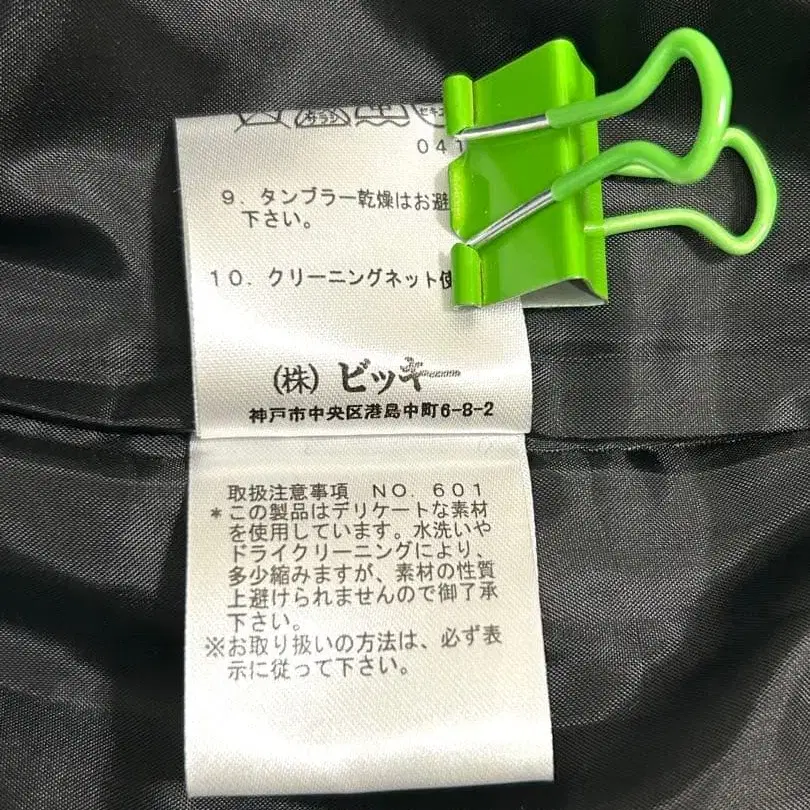 041
9. タンブラー乾燥はお避
下さい。
10. クリーニングネット使
(株) ビッキー
神戸市中央区港島中町6-8-2
取扱注意事項 NO. 601
*この製品はデリケートな素材
を使用しています。水洗いや
ドライクリーニングにより、
多少縮みますが、素材の性質
上避けられませんので御了承
下さい。
※お取り扱いの方法は、必ず表
示に従って下さい。